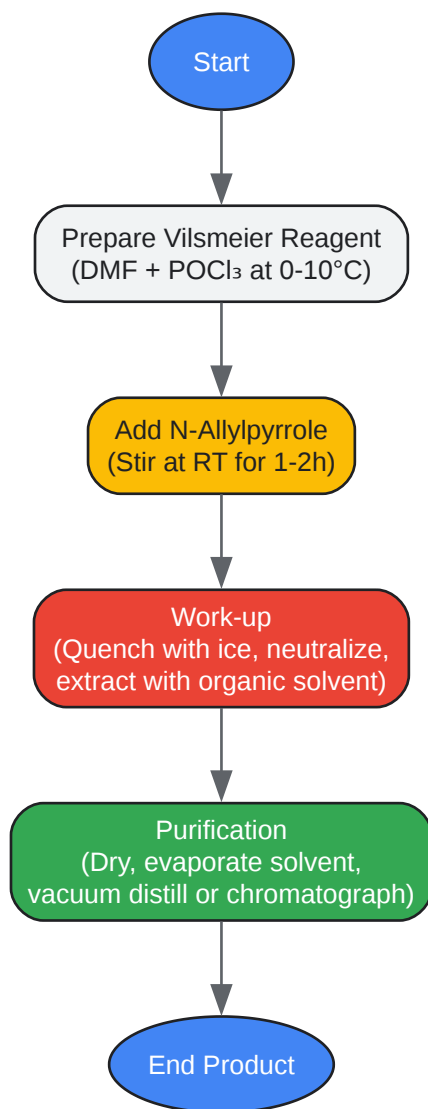 Start
Prepare Vilsmeier Reagent
(DMF + POCl₃ at 0-10°C)
Add N-Allylpyrrole
(Stir at RT for 1-2h)
Work-up
(Quench with ice, neutralize,
extract with organic solvent)
Purification
(Dry, evaporate solvent,
vacuum distill or chromatograph)
End Product